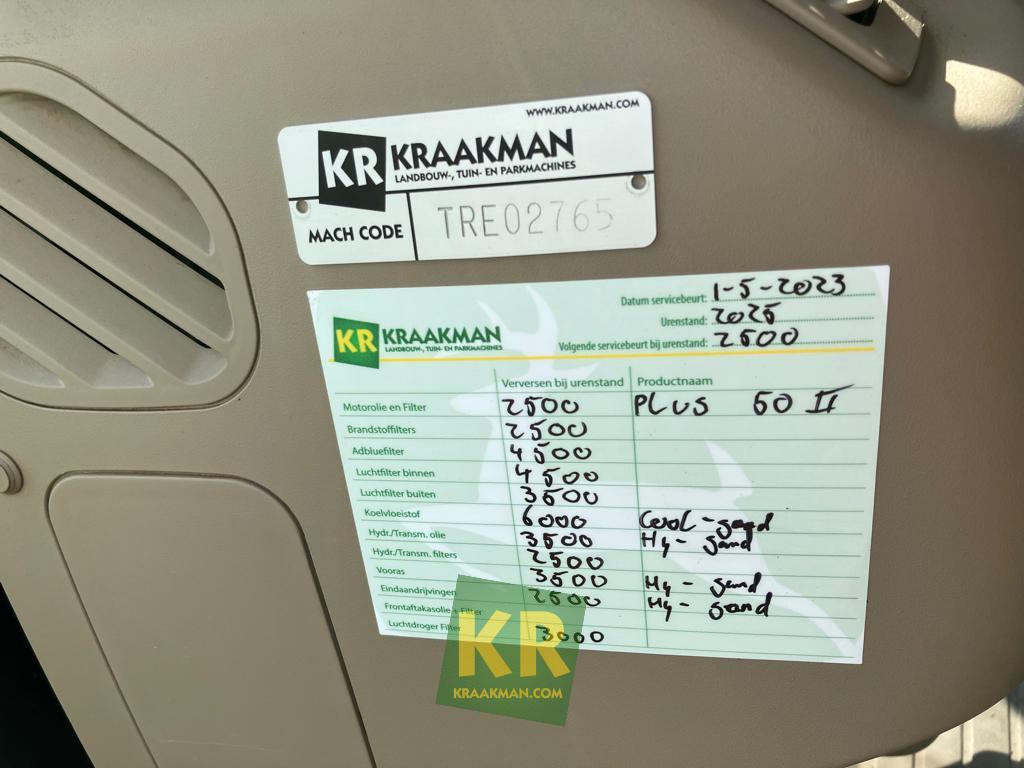 WWW.KRAAKMAN.COM
KR KRAAKMAN
LANDBOUW-, TUIN- EN PARKMACHINES
MACH CODE TRE02765
Datum servicebeurt: 1-5-2023
Urenstand: 2025
Volgende servicebeurt bij urenstand: 2500
KR KRAAKMAN
LANDBOUW-, TUIN- EN PARKMACHINES
Verversen bij urenstand Productnaam
Motorolie en Filter 2500 PLUS 50 II
Brandstoffilters 2500
Adbluefilter 4500
Luchtfilter binnen 4500
Luchtfilter buiten 3500
Koelvloeistof 6000 Cool-gard
Hydr./Transm. olie 3500 Hy-gard
Hydr./Transm. filters 2500
Vooras 3500 Hy-gard
Eindaandrijvingen 2500 Hy-gard
Frontaftakasolie + Filter
Luchtdroger Filter 3000
KR
KRAAKMAN.COM